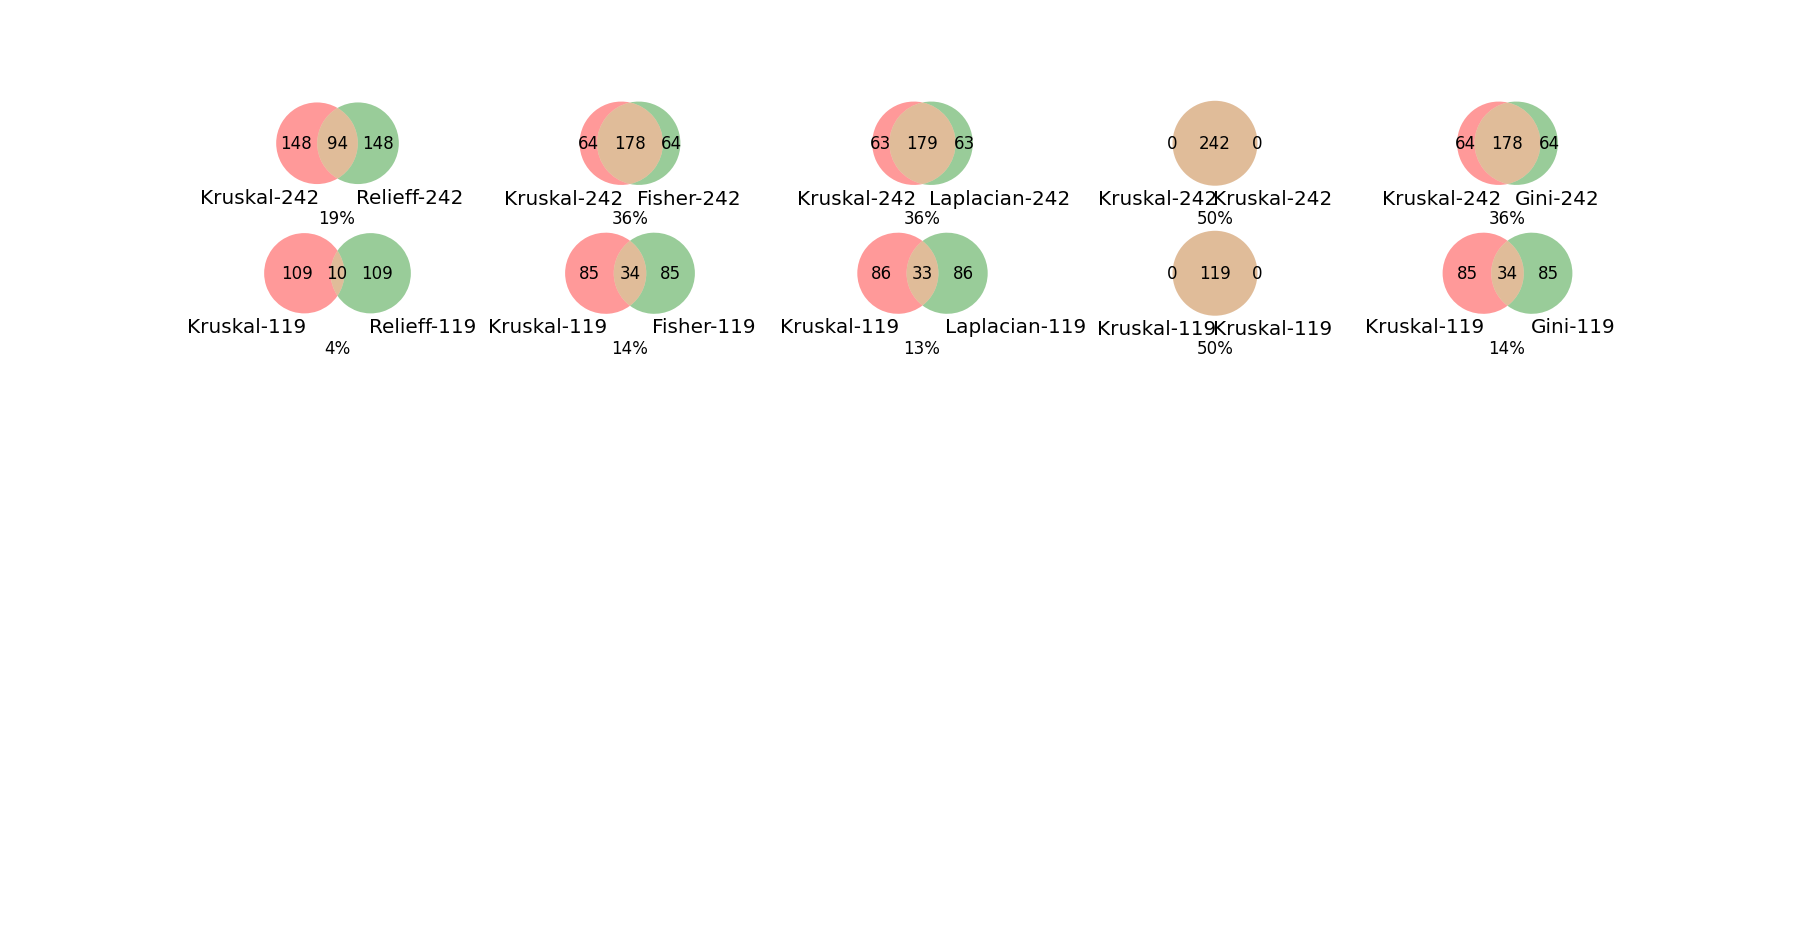 148 94 148 64 178 64 63 179 63 0 242 0 64 178 64
Kruskal-242 Relieff-242 Kruskal-242 Fisher-242 Kruskal-242 Laplacian-242 Kruskal-242 Kruskal-242 Kruskal-242 Gini-242
19% 36% 36% 50% 36%
109 10 109 85 34 85 86 33 86 0 119 0 85 34 85
Kruskal-119 Relieff-119 Kruskal-119 Fisher-119 Kruskal-119 Laplacian-119 Kruskal-119 Kruskal-119 Kruskal-119 Gini-119
4% 14% 13% 50% 14%